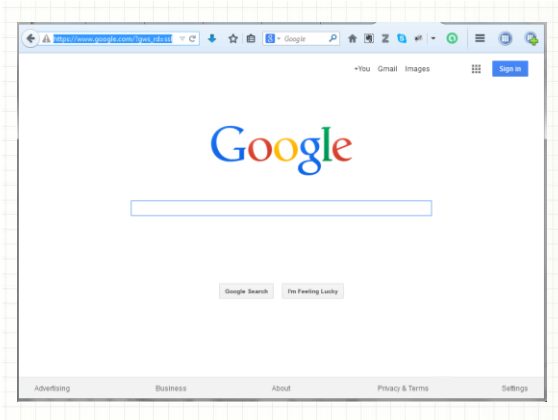 https://www.google.com/?gws_rd=ssl Google
+You Gmail Images Sign in
Google
Google Search I'm Feeling Lucky
Advertising Business About Privacy & Terms Settings